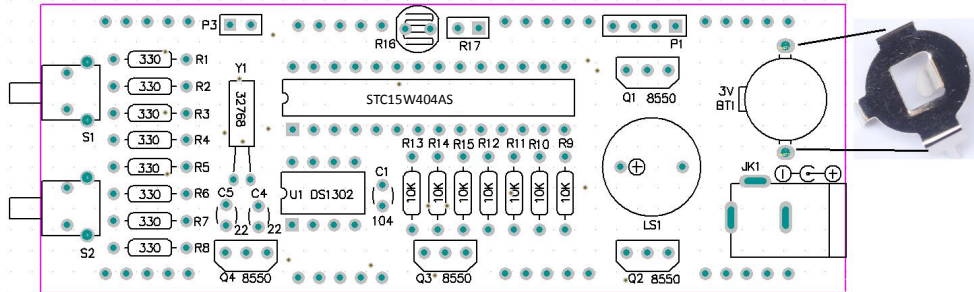 P3
R16
R17
P1
330 R1
330 R2
330 R3
330 R4
330 R5
330 R6
330 R7
330 R8
S1
S2
Y1
32768
STC15W404AS
Q1 8550
3V
BT1
R13 R14 R15 R12 R11 R10 R9
10K 10K 10K 10K 10K 10K 10K
C5 C4
22 22
U1 DS1302
C1
104
LS1
JK1
Q4 8550
Q3 8550
Q2 8550